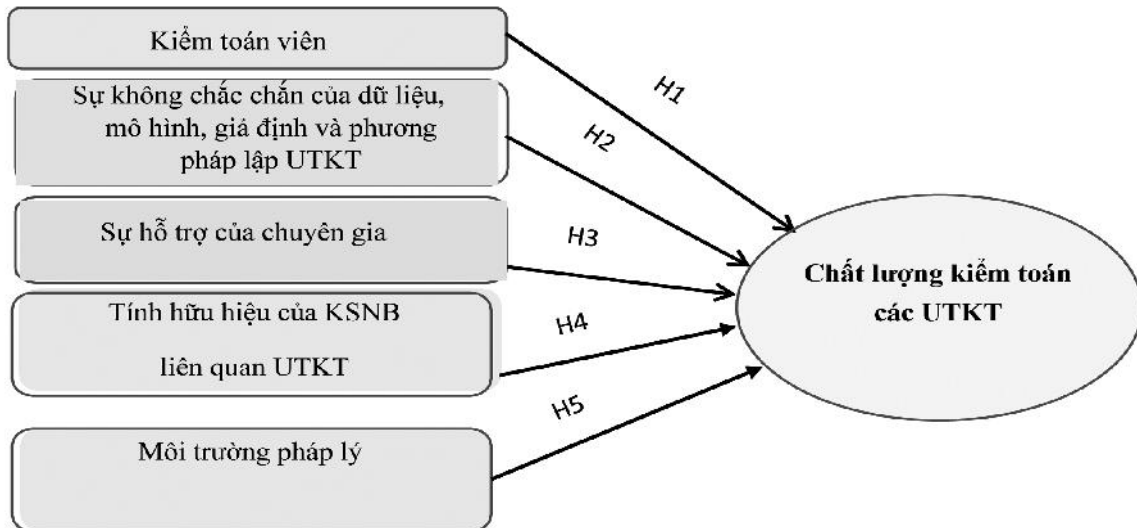 Kiểm toán viên
H1
Sự không chắc chắn của dữ liệu,
mô hình, giả định và phương
pháp lập UTKT
H2
Sự hỗ trợ của chuyên gia
H3
Tính hữu hiệu của KSNB
liên quan UTKT
H4
Môi trường pháp lý
H5
Chất lượng kiểm toán
các UTKT